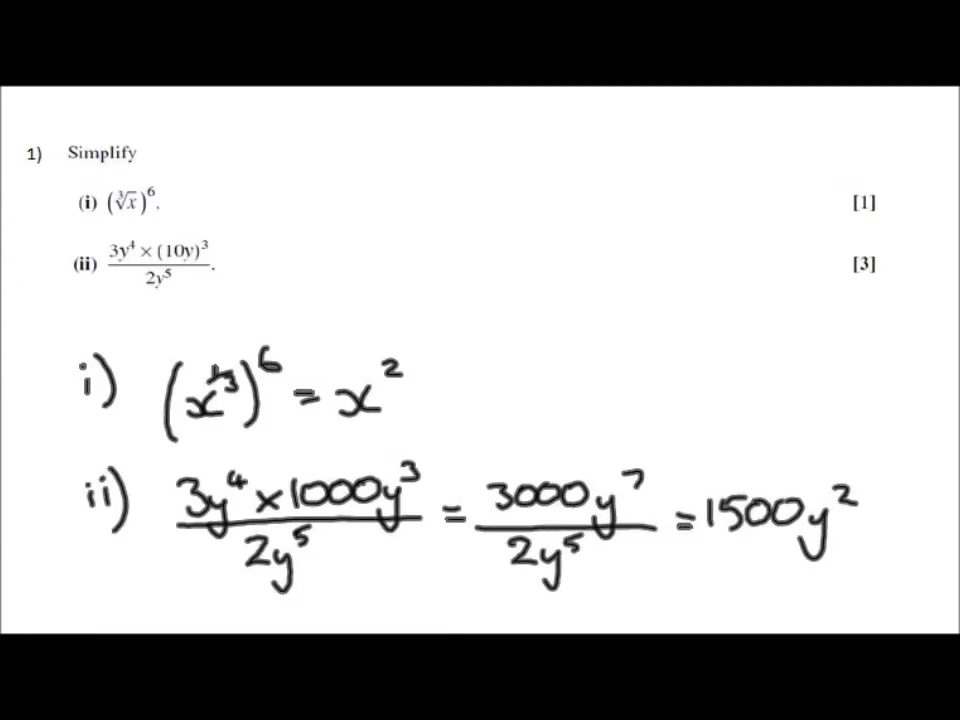 1) Simplify
(i) (∛x)⁶. [1]
(ii) 3y⁴ × (10y)³ / 2y⁵. [3]
i) (x^(1/3))⁶ = x²
ii) 3y⁴ × 1000y³ / 2y⁵ = 3000y⁷ / 2y⁵ = 1500y²